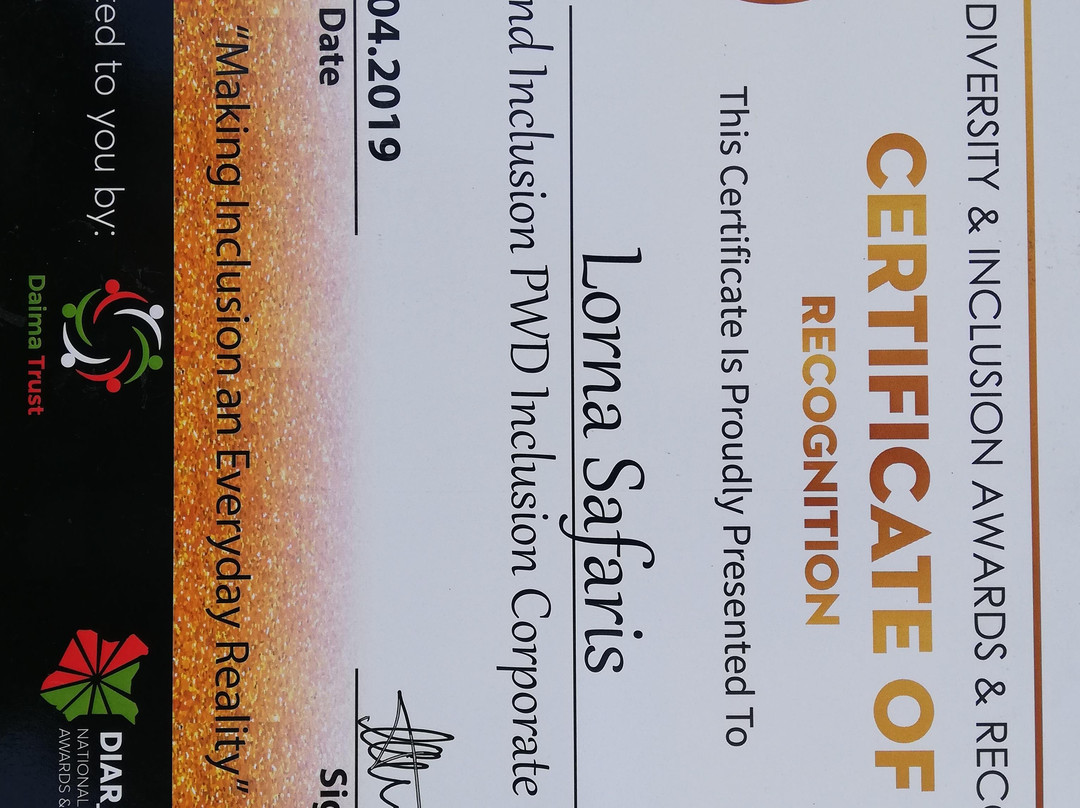 DIVERSITY & INCLUSION AWARDS & REC
CERTIFICATE OF
RECOGNITION
This Certificate Is Proudly Presented To
Lorna Safaris
nd Inclusion PWD Inclusion Corporate
04.2019
Date
Sig
"Making Inclusion an Everyday Reality"
ted to you by:
Daima Trust
DIAR
NATIONAL
AWARDS &